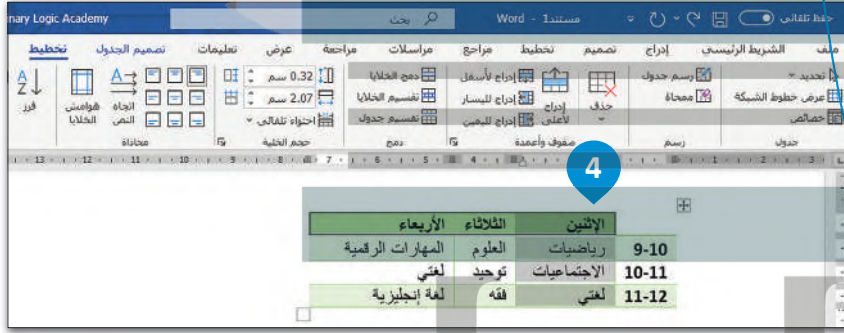 حفظ تلقائي
مستند1 - Word
بحث
Binary Logic Academy
ملف الشريط الرئيسي إدراج تصميم تخطيط مراجع مراسلات مراجعة عرض تعليمات تصميم الجدول تخطيط
تحديد
عرض خطوط الشبكة
خصائص
جدول
رسم جدول
ممحاة
رسم
حذف
إدراج لأعلى
إدراج لأسفل
إدراج لليسار
إدراج لليمين
صفوف وأعمدة
دمج الخلايا
تقسيم الخلايا
تقسيم جدول
دمج
0.32 سم
2.07 سم
احتواء تلقائي
حجم الخلية
اتجاه النص
هوامش الخلايا
محاذاة
فرز
4
الإثنين الثلاثاء الأربعاء
9-10 رياضيات العلوم المهارات الرقمية
10-11 الاجتماعيات توحيد لغتي
11-12 لغتي فقه لغة إنجليزية